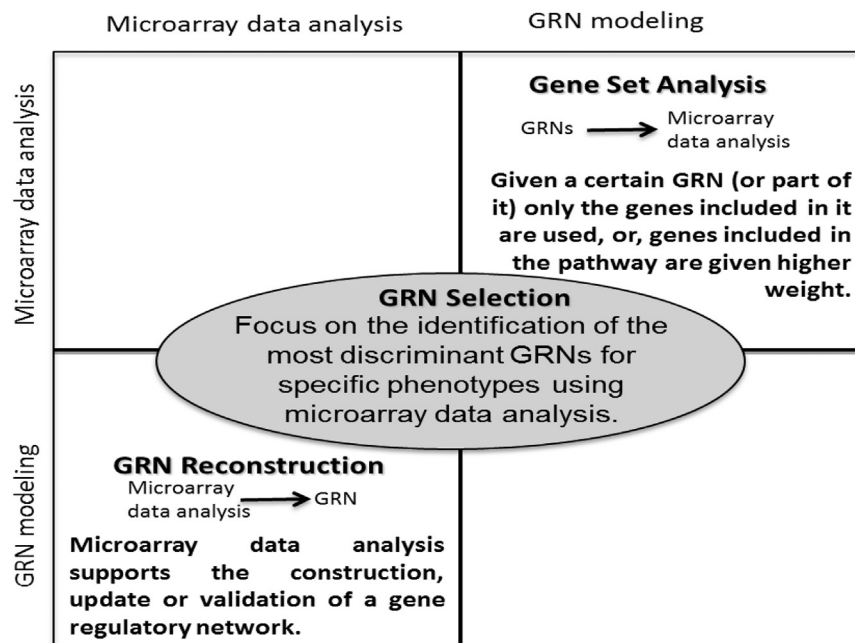 Microarray data analysis
GRN modeling
Microarray data analysis
Gene Set Analysis
GRNs
Microarray
data analysis
Given a certain GRN (or part of
it) only the genes included in it
are used, or, genes included in
the pathway are given higher
weight.
GRN Selection
Focus on the identification of the
most discriminant GRNs for
specific phenotypes using
microarray data analysis.
GRN modeling
GRN Reconstruction
Microarray
data analysis
GRN
Microarray data analysis
supports the construction,
update or validation of a gene
regulatory network.